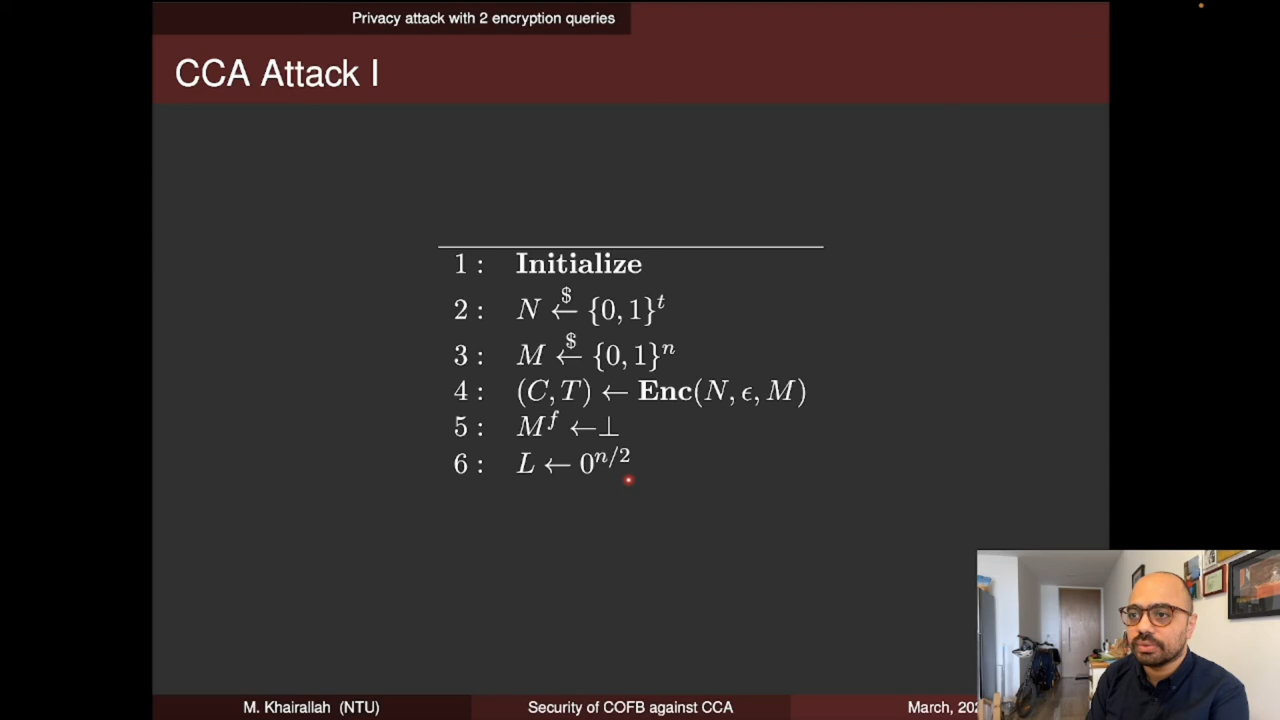 Privacy attack with 2 encryption queries
CCA Attack I
1 : Initialize
2 : N ←$ {0, 1}^t
3 : M ←$ {0, 1}^n
4 : (C, T) ← Enc(N, ϵ, M)
5 : M^f ←⊥
6 : L ← 0^{n/2}
M. Khairallah (NTU) Security of COFB against CCA March,